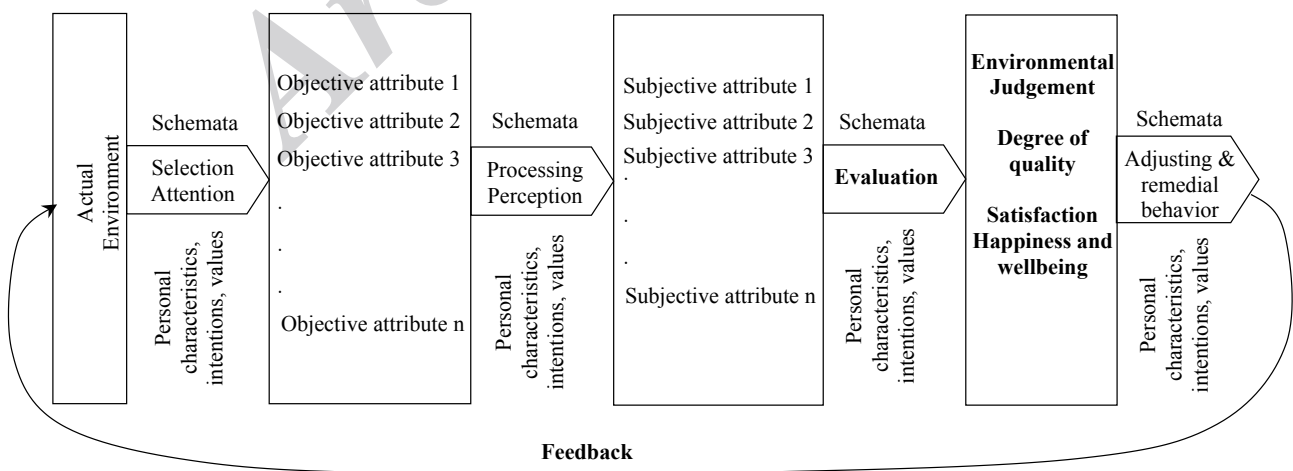 Actual
Environment
Schemata
Selection
Attention
Personal
characteristics,
intentions, values
Objective attribute 1
Objective attribute 2
Objective attribute 3
.
.
.
Objective attribute n
Schemata
Processing
Perception
Personal
characteristics,
intentions, values
Subjective attribute 1
Subjective attribute 2
Subjective attribute 3
.
.
.
Subjective attribute n
Schemata
Evaluation
Personal
characteristics,
intentions, values
Environmental
Judgement
Degree of
quality
Satisfaction
Happiness and
wellbeing
Schemata
Adjusting &
remedial
behavior
Personal
characteristics,
intentions, values
Feedback